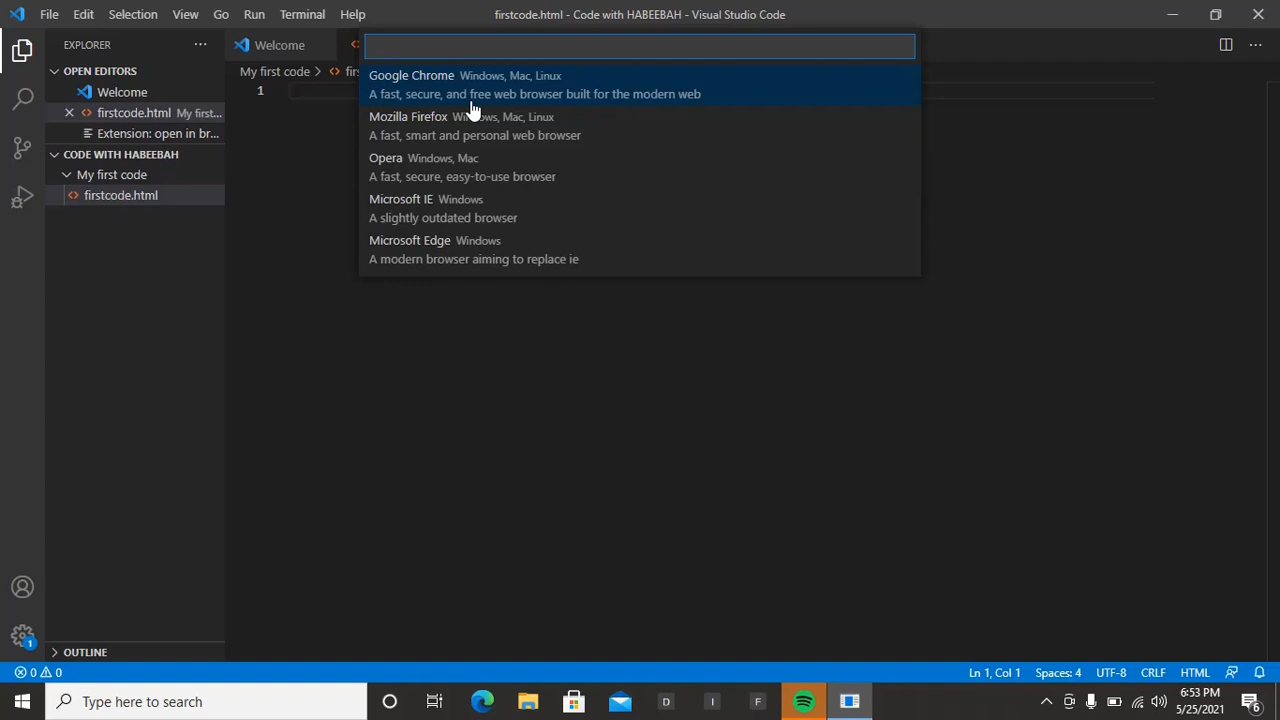 File Edit Selection View Go Run Terminal Help firstcode.html - Code with HABEEBAH - Visual Studio Code
EXPLORER
OPEN EDITORS
Welcome
firstcode.html My first...
Extension: open in br...
CODE WITH HABEEBAH
My first code
firstcode.html
OUTLINE
Welcome
My first code
1
Google Chrome Windows, Mac, Linux
A fast, secure, and free web browser built for the modern web
Mozilla Firefox Windows, Mac, Linux
A fast, smart and personal web browser
Opera Windows, Mac
A fast, secure, easy-to-use browser
Microsoft IE Windows
A slightly outdated browser
Microsoft Edge Windows
A modern browser aiming to replace ie
1
0 0 Ln 1, Col 1 Spaces: 4 UTF-8 CRLF HTML
Type here to search D I F 6:53 PM
5/25/2021 6